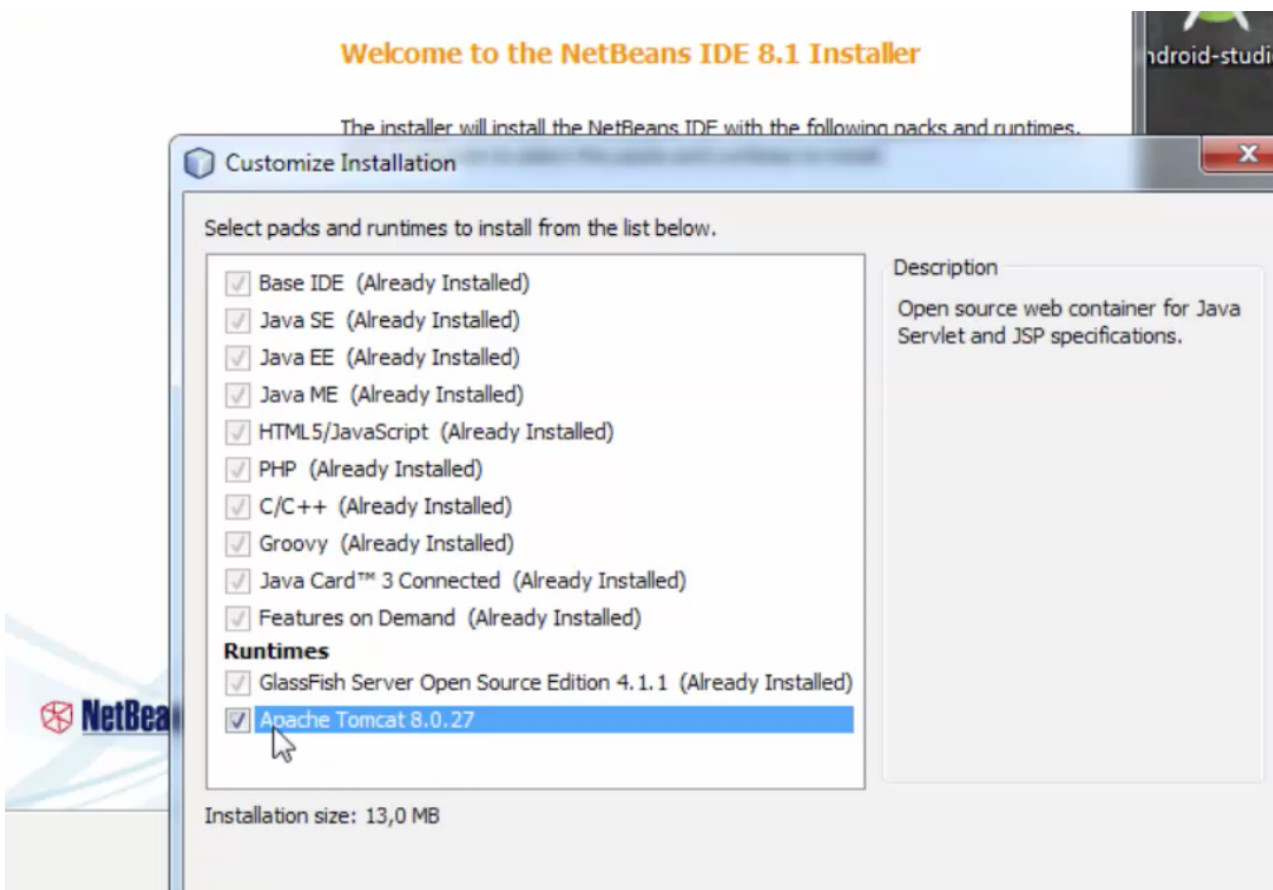 Welcome to the NetBeans IDE 8.1 Installer
ndroid-studi
The installer will install the NetBeans IDE with the following packs and runtimes.
Customize Installation
Select packs and runtimes to install from the list below.
Base IDE (Already Installed)
Java SE (Already Installed)
Java EE (Already Installed)
Java ME (Already Installed)
HTML5/JavaScript (Already Installed)
PHP (Already Installed)
C/C++ (Already Installed)
Groovy (Already Installed)
Java Card™ 3 Connected (Already Installed)
Features on Demand (Already Installed)
Runtimes
GlassFish Server Open Source Edition 4.1.1 (Already Installed)
Apache Tomcat 8.0.27
Description
Open source web container for Java
Servlet and JSP specifications.
NetBea
Installation size: 13,0 MB